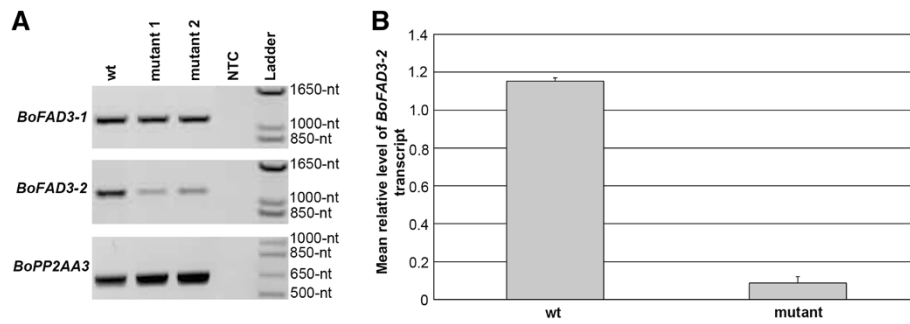 A
wt
mutant 1
mutant 2
NTC
Ladder
BoFAD3-1
1650-nt
1000-nt
850-nt
BoFAD3-2
1650-nt
1000-nt
850-nt
BoPP2AA3
1000-nt
850-nt
650-nt
500-nt
B
Mean relative level of BoFAD3-2
transcript
1.4
1.2
1.0
0.8
0.6
0.4
0.2
0
wt
mutant